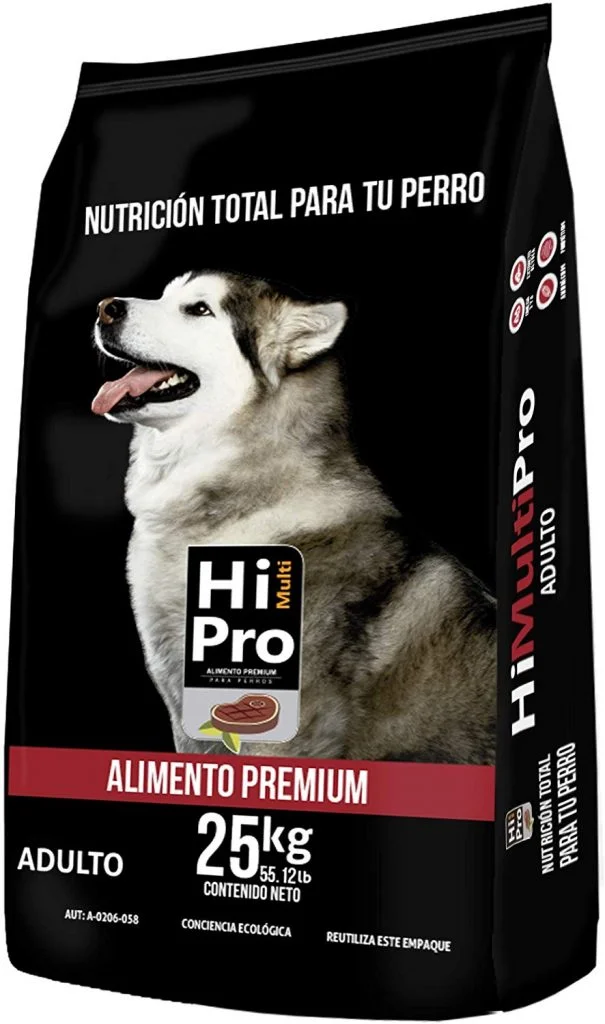 NUTRICIÓN TOTAL PARA TU PERRO
Hi Multi
Pro
ALIMENTO PREMIUM
PARA PERROS
ALIMENTO PREMIUM
25kg
55.12lb
CONTENIDO NETO
ADULTO
AUT: A-0206-058
CONCIENCIA ECOLÓGICA
REUTILIZA ESTE EMPAQUE
HiMultiPro
ADULTO
Hi
Pro
NUTRICIÓN TOTAL
PARA TU PERRO